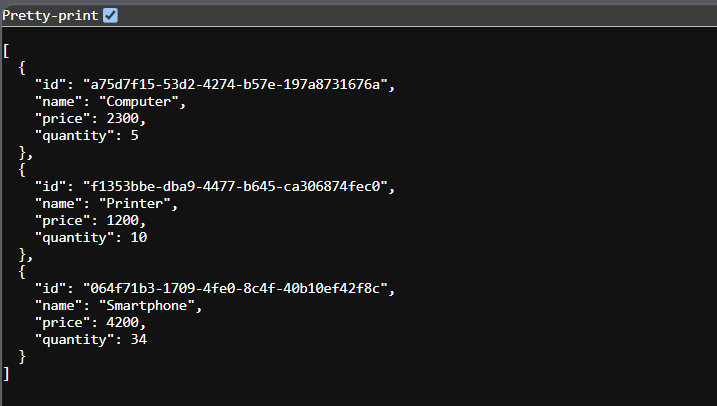 Pretty-print
[
  {
    "id": "a75d7f15-53d2-4274-b57e-197a8731676a",
    "name": "Computer",
    "price": 2300,
    "quantity": 5
  },
  {
    "id": "f1353bbe-dba9-4477-b645-ca306874fec0",
    "name": "Printer",
    "price": 1200,
    "quantity": 10
  },
  {
    "id": "064f71b3-1709-4fe0-8c4f-40b10ef42f8c",
    "name": "Smartphone",
    "price": 4200,
    "quantity": 34
  }
]